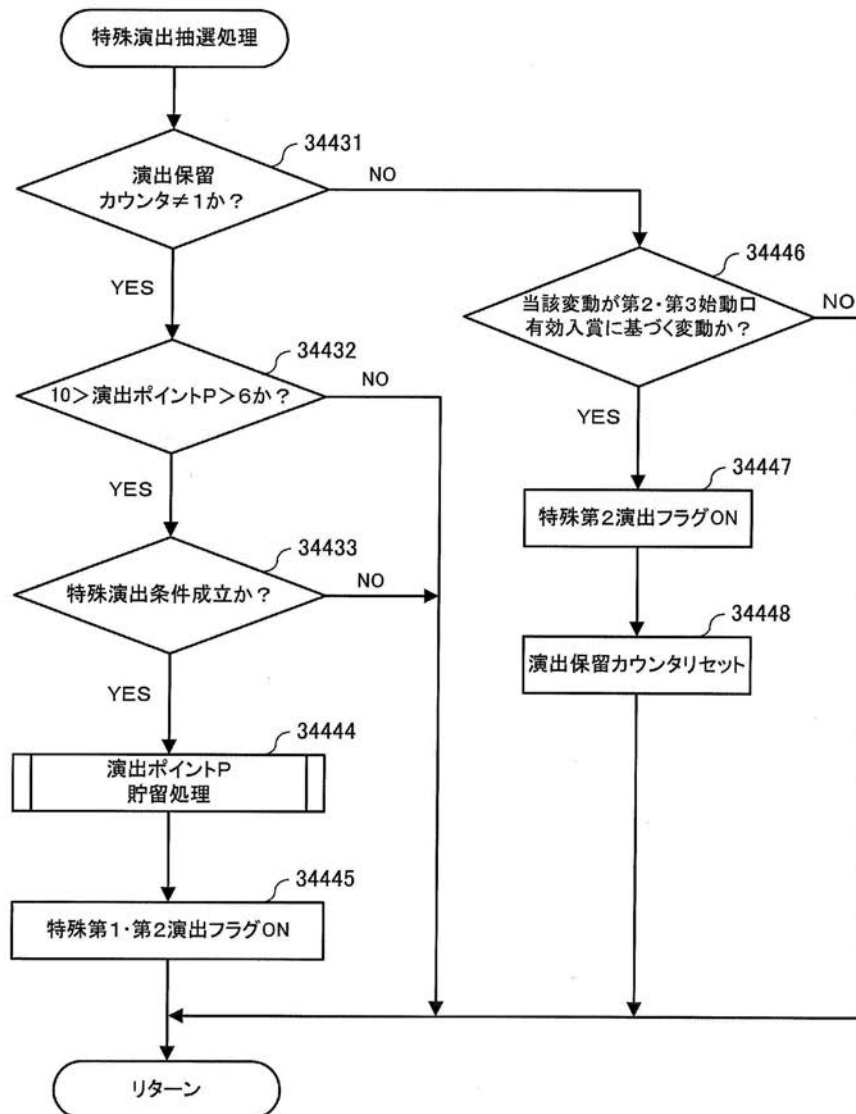 特殊演出抽選処理
34431
演出保留
カウンタ≠1か?
NO
YES
34446
当該変動が第2・第3始動口
有効入賞に基づく変動か?
NO
YES
34432
10>演出ポイントP>6か?
NO
YES
34447
特殊第2演出フラグON
34433
特殊演出条件成立か?
NO
YES
34448
演出保留カウンタリセット
34444
演出ポイントP
貯留処理
34445
特殊第1・第2演出フラグON
リターン